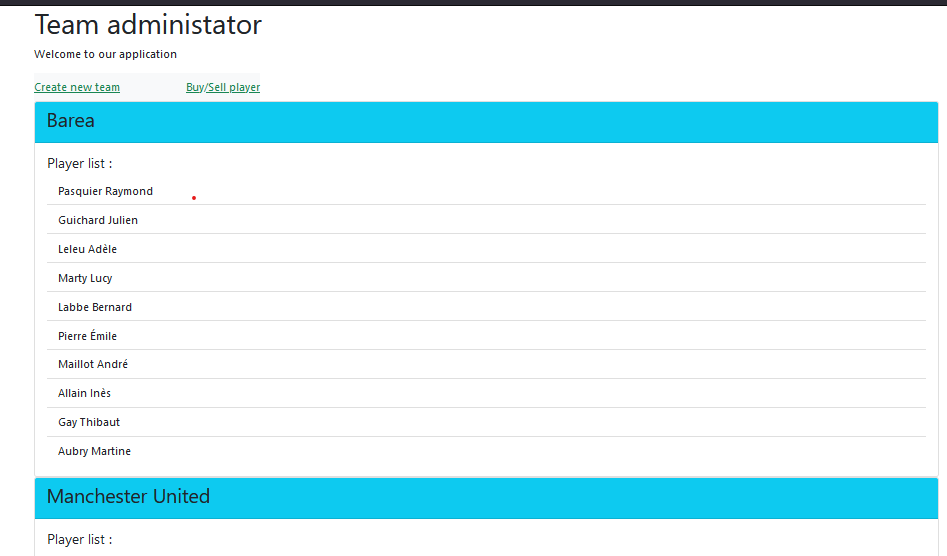 Team administator
Welcome to our application
Create new team Buy/Sell player
Barea
Player list :
Pasquier Raymond
Guichard Julien
Leleu Adèle
Marty Lucy
Labbe Bernard
Pierre Émile
Maillot André
Allain Inès
Gay Thibaut
Aubry Martine
Manchester United
Player list :